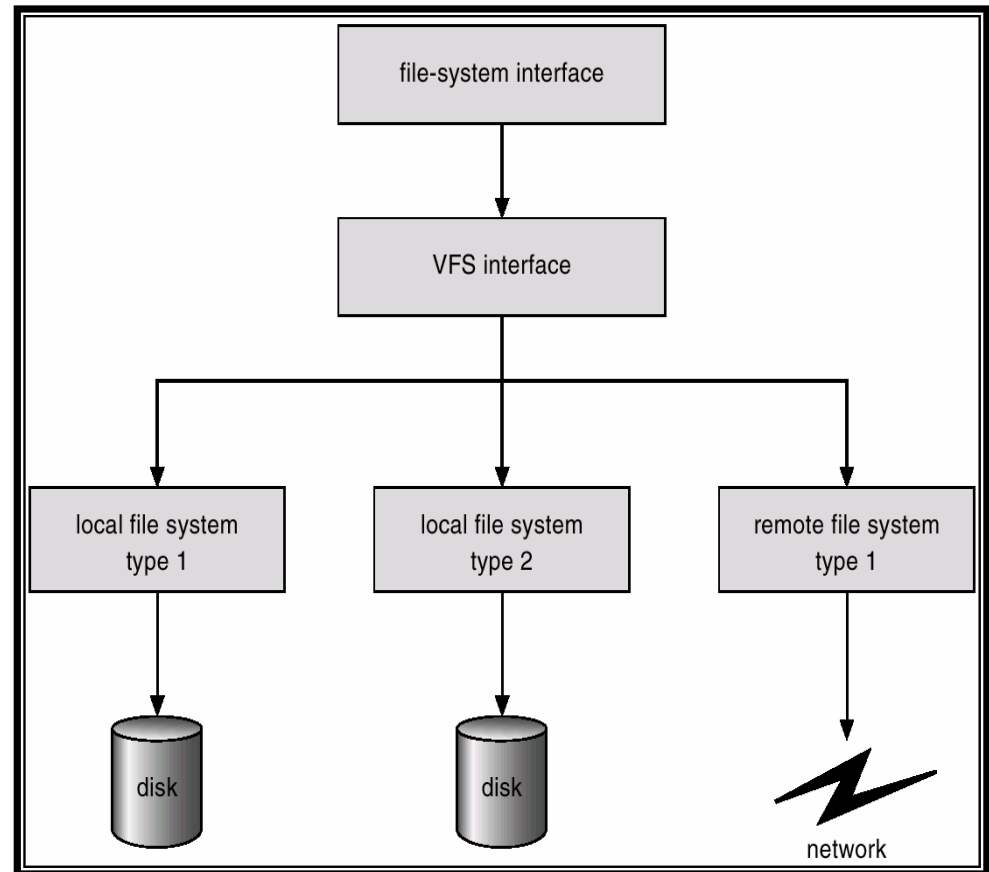 file-system interface
VFS interface
local file system
type 1
local file system
type 2
remote file system
type 1
disk
disk
network